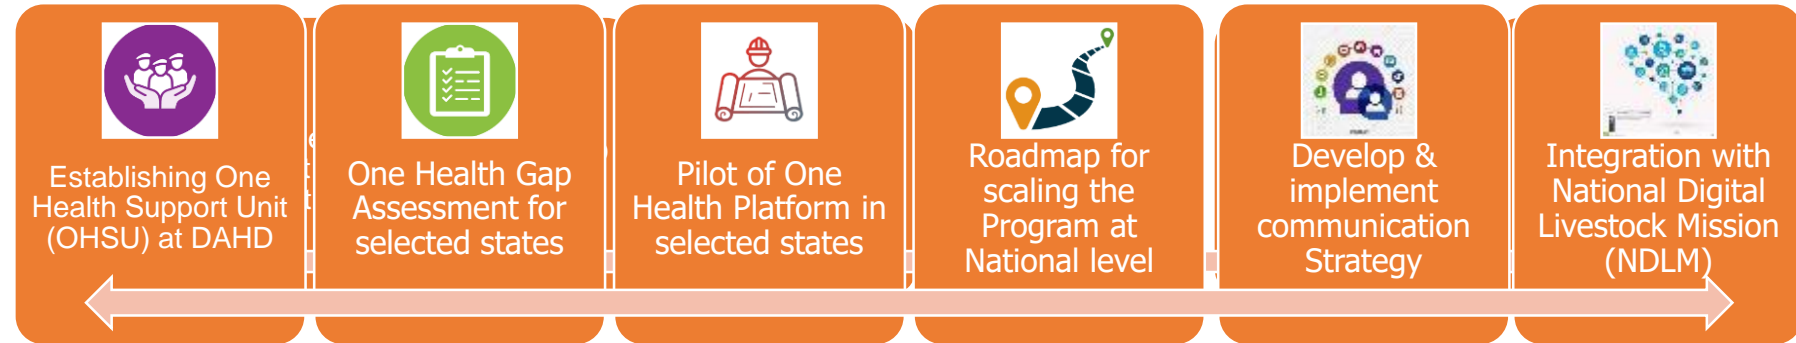 Establishing One
Health Support Unit
(OHSU) at DAHD
One Health Gap
Assessment for
selected states
Pilot of One
Health Platform in
selected states
Roadmap for
scaling the
Program at
National level
Develop &
implement
communication
Strategy
Integration with
National Digital
Livestock Mission
(NDLM)